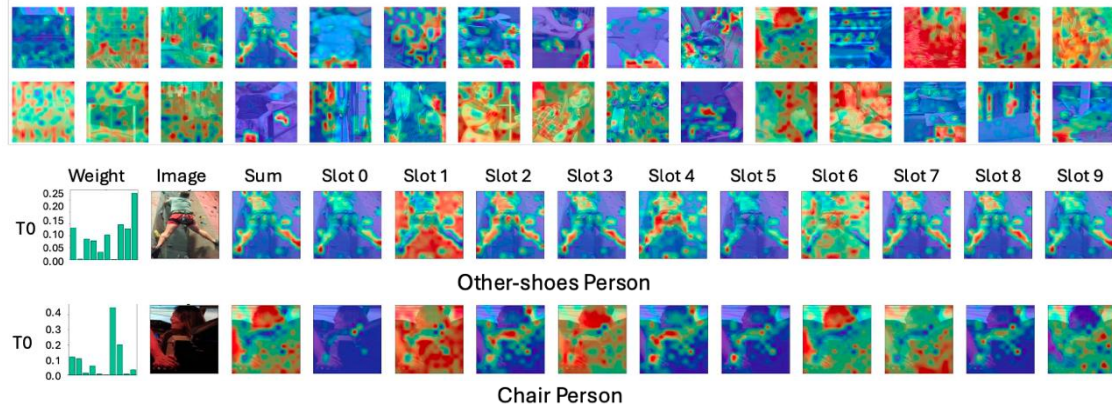 Weight Image Sum Slot 0 Slot 1 Slot 2 Slot 3 Slot 4 Slot 5 Slot 6 Slot 7 Slot 8 Slot 9
0.25
0.20
0.15
T0
0.10
0.05
0.00
Other-shoes Person
0.4
0.3
T0
0.2
0.1
0.0
Chair Person